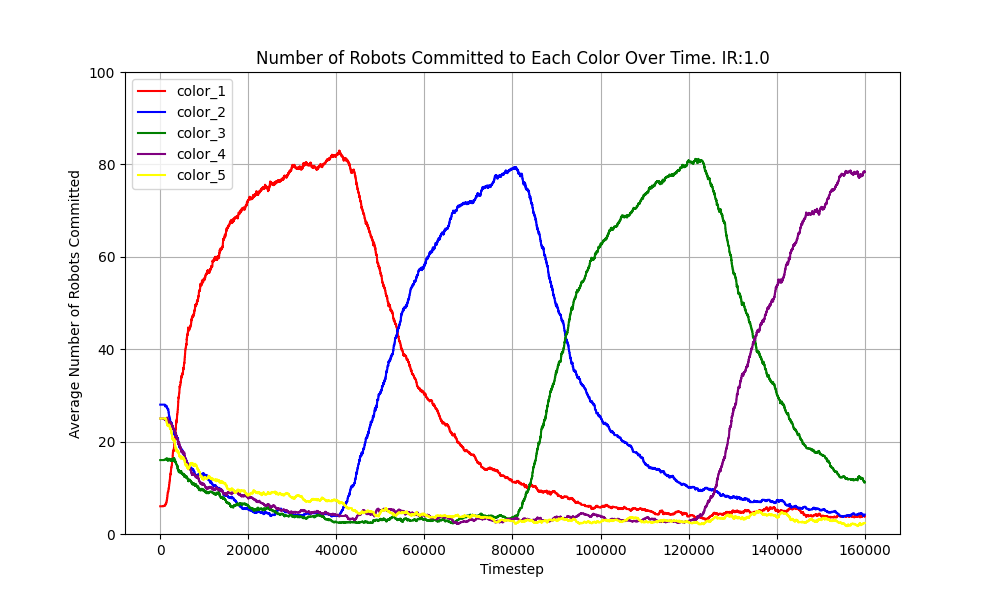 Number of Robots Committed to Each Color Over Time. IR:1.0
100
80
60
40
20
0
Average Number of Robots Committed
color_1
color_2
color_3
color_4
color_5
0 20000 40000 60000 80000 100000 120000 140000 160000
Timestep